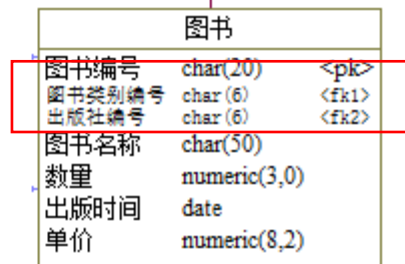 图书
图书编号 char(20) <pk>
图书类别编号 char(6) <fk1>
出版社编号 char(6) <fk2>
图书名称 char(50)
数量 numeric(3,0)
出版时间 date
单价 numeric(8,2)